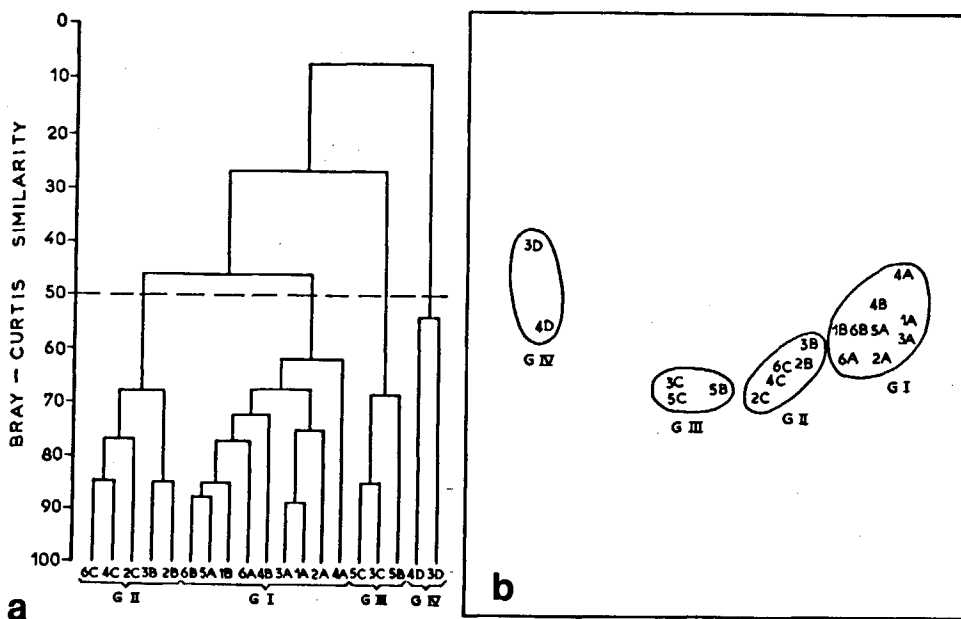 BRAY – CURTIS SIMILARITY
0
10
20
30
40
50
60
70
80
90
100
6C 4C 2C 3B 2B 6B 5A 1B 6A 4B 3A 1A 2A 4A 5C 3C 5B 4D 3D
G II G I G III G IV
a
3D
4D
G IV
3C
5C 5B
G III
3B
6C 2B
4C
2C
G II
4A
4B
1B 6B 5A 1A
3A
6A 2A
G I
b